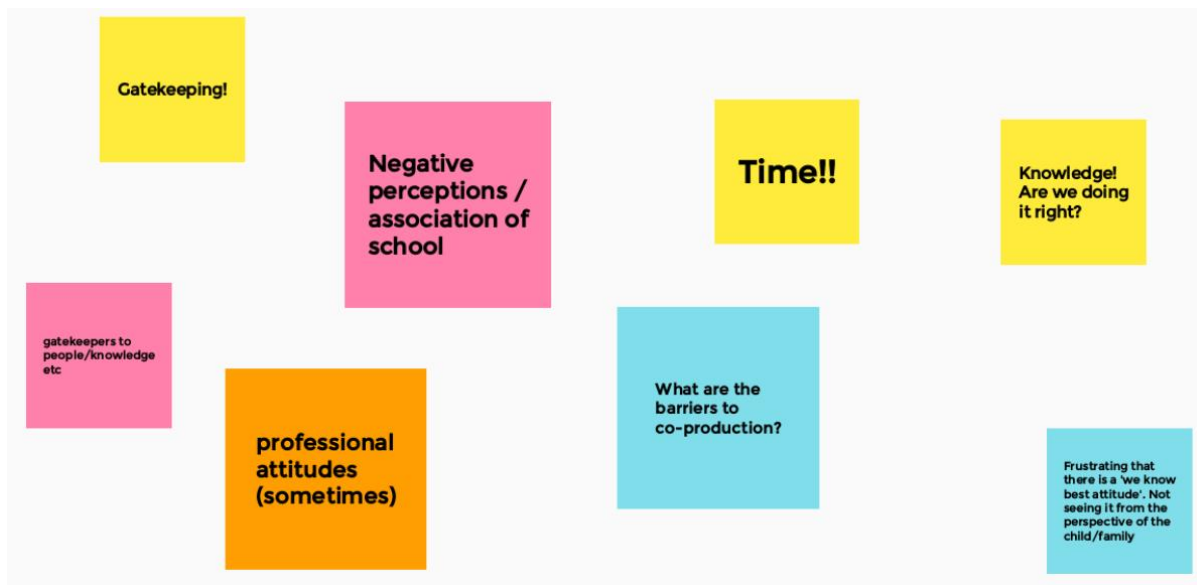 Gatekeeping!
Negative
perceptions /
association of
school
Time!!
Knowledge!
Are we doing
it right?
gatekeepers to
people/knowledge
etc
professional
attitudes
(sometimes)
What are the
barriers to
co-production?
Frustrating that
there is a 'we know
best attitude'. Not
seeing it from the
perspective of the
child/family